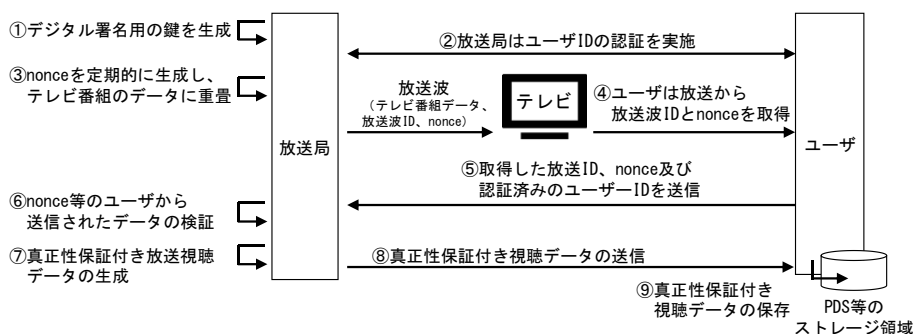 ①デジタル署名用の鍵を生成
②放送局はユーザIDの認証を実施
③nonceを定期的に生成し、
テレビ番組のデータに重畳
放送波
（テレビ番組データ、
放送波ID、nonce）
テレビ
④ユーザは放送から
放送波IDとnonceを取得
放送局
ユーザ
⑤取得した放送ID、nonce及び
認証済みのユーザーIDを送信
⑥nonce等のユーザから
送信されたデータの検証
⑦真正性保証付き放送視聴
データの生成
⑧真正性保証付き視聴データの送信
⑨真正性保証付き
視聴データの保存
PDS等の
ストレージ領域